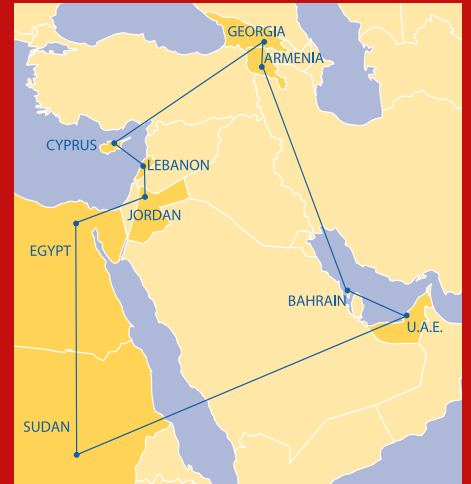 GEORGIA
ARMENIA
CYPRUS
LEBANON
JORDAN
EGYPT
BAHRAIN
U.A.E.
SUDAN